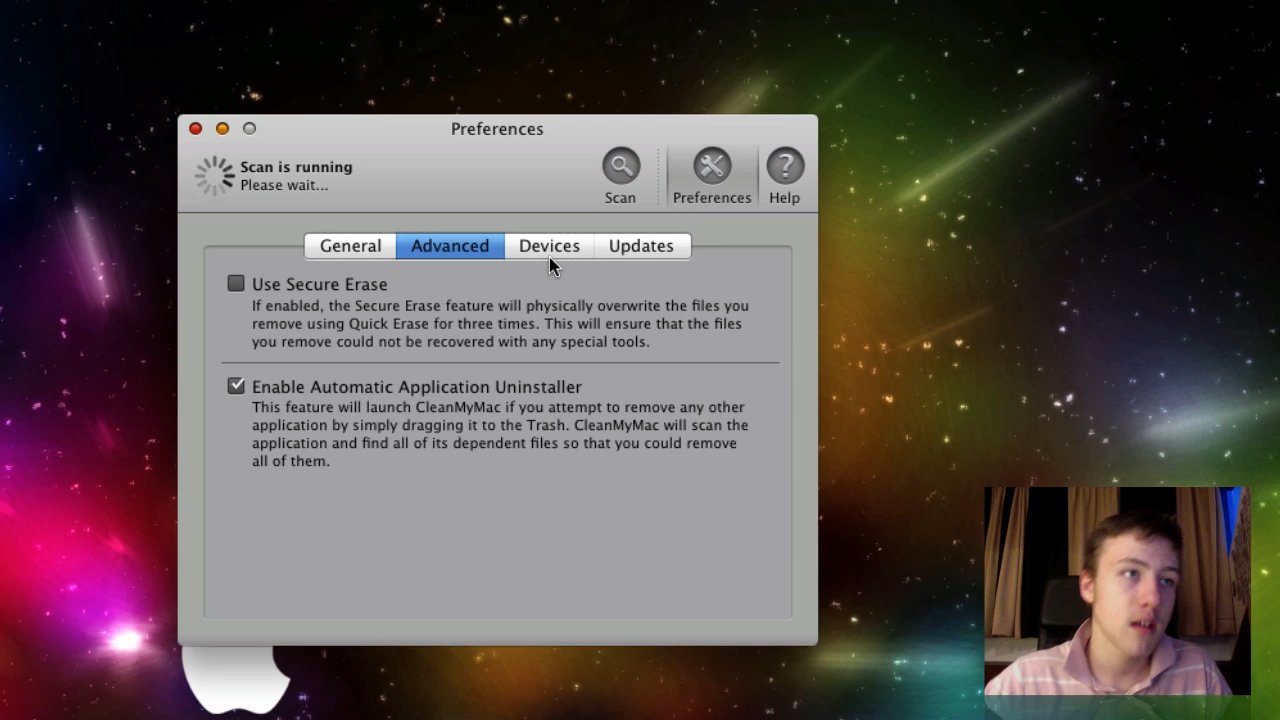 Preferences
Scan is running
Please wait...
Scan
Preferences
? Help
General
Advanced
Devices
Updates
Use Secure Erase
If enabled, the Secure Erase feature will physically overwrite the files you
remove using Quick Erase for three times. This will ensure that the files
you remove could not be recovered with any special tools.
Enable Automatic Application Uninstaller
This feature will launch CleanMyMac if you attempt to remove any other
application by simply dragging it to the Trash. CleanMyMac will scan the
application and find all of its dependent files so that you could remove
all of them.